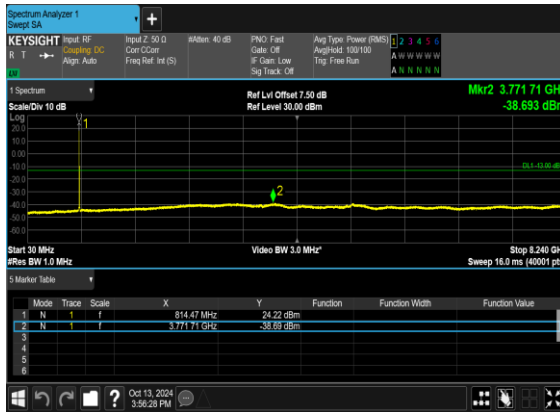 Spectrum Analyzer 1
Swept SA
+
KEYSIGHT Input: RF Input Z: 50 Ω #Atten: 40 dB PNO: Fast Avg Type: Power (RMS) 1 2 3 4 5 6
R T Coupling: DC Corr CCorr Gate: Off Avg|Hold: 100/100 A W W W W W
Align: Auto Freq Ref: Int (S) IF Gain: Low Trig: Free Run
Sig Track: Off A N N N N N
LW
1 Spectrum Ref Lvl Offset 7.50 dB Mkr2 3.771 71 GHz
Scale/Div 10 dB Ref Level 30.00 dBm -38.693 dBm
Log
20.0
10.0
0.00
-10.0
-20.0
-30.0
-40.0
-50.0
-60.0
1
2
DL1 -13.00 dB
Start 30 MHz Video BW 3.0 MHz* Stop 8.240 GH
#Res BW 1.0 MHz Sweep 16.0 ms (40001 pts
5 Marker Table
Mode Trace Scale X Y Function Function Width Function Value
1 N 1 f 814.47 MHz 24.22 dBm
2 N 1 f 3.771 71 GHz -38.69 dBm
3
4
5
6
? Oct 13, 2024
3:56:28 PM